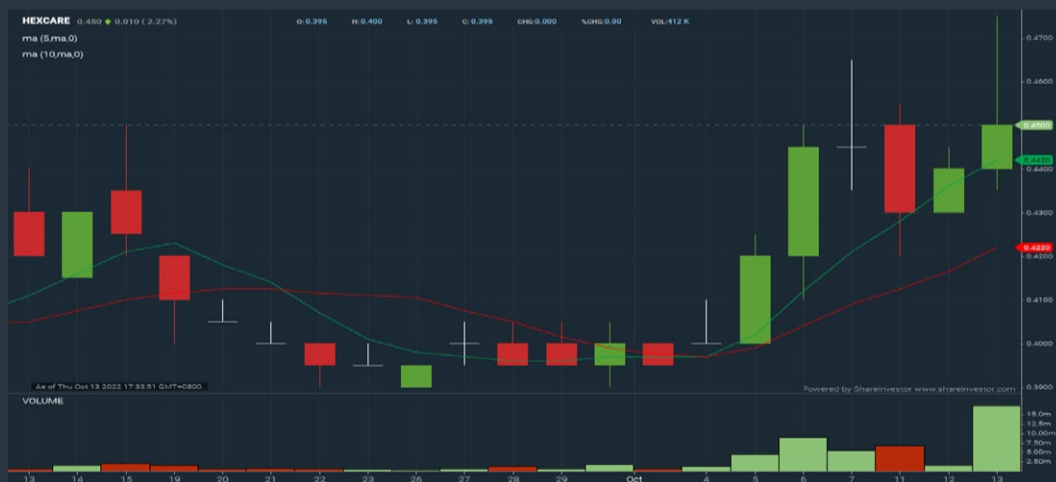 HEXCARE 0.450 0.010 ( 2.27%) O: 0.395 H: 0.400 L: 0.395 C: 0.395 CHG:0.000 %CHG:0.00 VOL:412 K
ma (5,ma,0)
ma (10,ma,0)
0.4700
0.4600
0.4500
0.4420
0.4400
0.4300
0.4220
0.4200
0.4100
0.4000
0.3900
As of Thu Oct 13 2022 17:33:51 GMT+0800. Powered by ShareInvestor www.shareinvestor.com
VOLUME
15.0m
12.5m
10.00m
7.50m
5.00m
2.50m
13 14 15 19 20 21 22 23 26 27 28 29 Oct 4 5 6 7 11 12 13